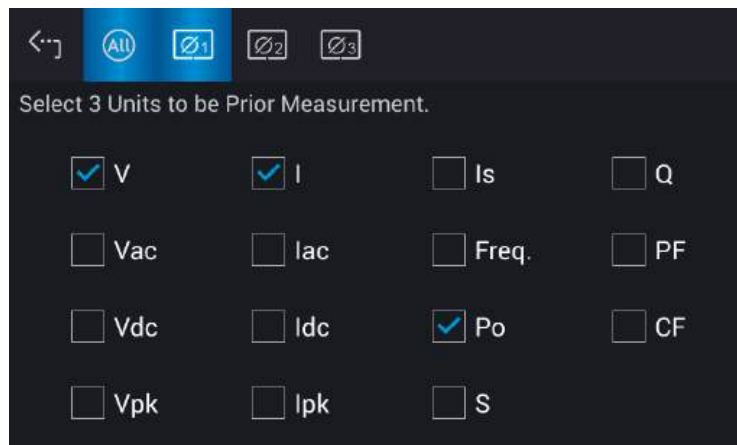 All Ø1 Ø2 Ø3
Select 3 Units to be Prior Measurement.
V I Is Q
Vac Iac Freq. PF
Vdc Idc Po CF
Vpk Ipk S